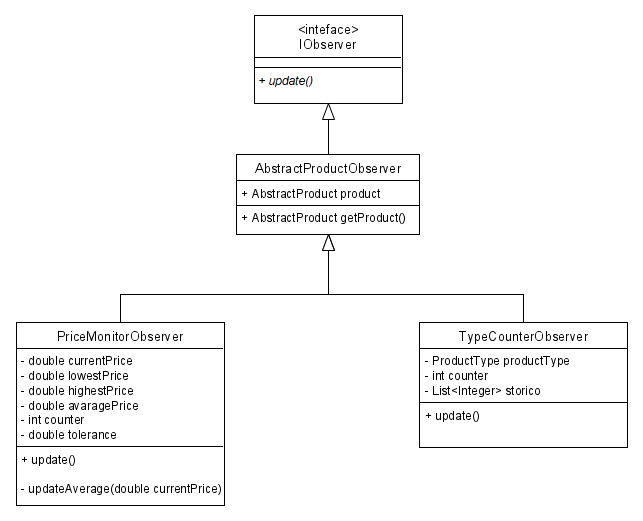 <inteface>
IObserver
+ update()
AbstractProductObserver
+ AbstractProduct product
+ AbstractProduct getProduct()
PriceMonitorObserver
- double currentPrice
- double lowestPrice
- double highestPrice
- double avaragePrice
- int counter
- double tolerance
+ update()
- updateAverage(double currentPrice)
TypeCounterObserver
- ProductType productType
- int counter
- List<Integer> storico
+ update()